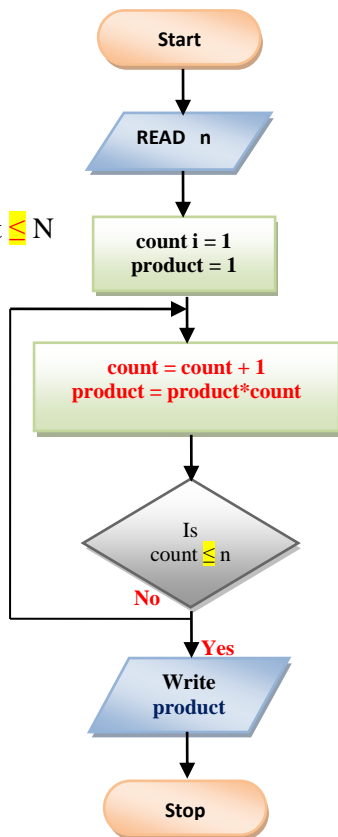 Start
READ n
≤ N
count i = 1
product = 1
count = count + 1
product = product*count
Is
count ≤ n
No
Yes
Write
product
Stop